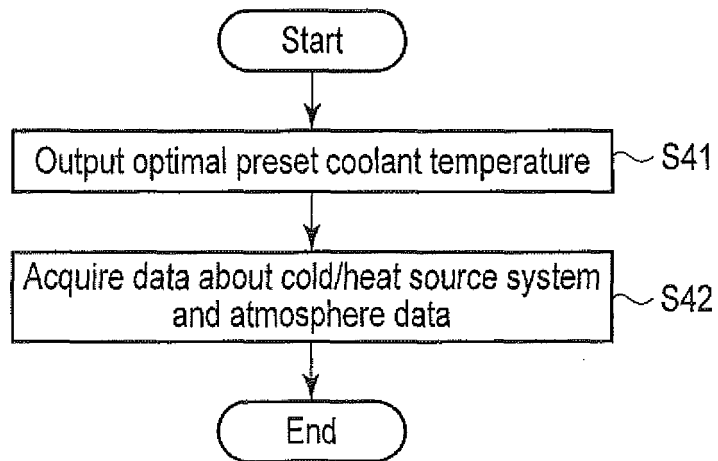 Start
Output optimal preset coolant temperature
S41
Acquire data about cold/heat source system
and atmosphere data
S42
End